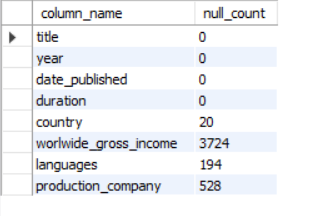 column_name null_count
title 0
year 0
date_published 0
duration 0
country 20
worlwide_gross_income 3724
languages 194
production_company 528